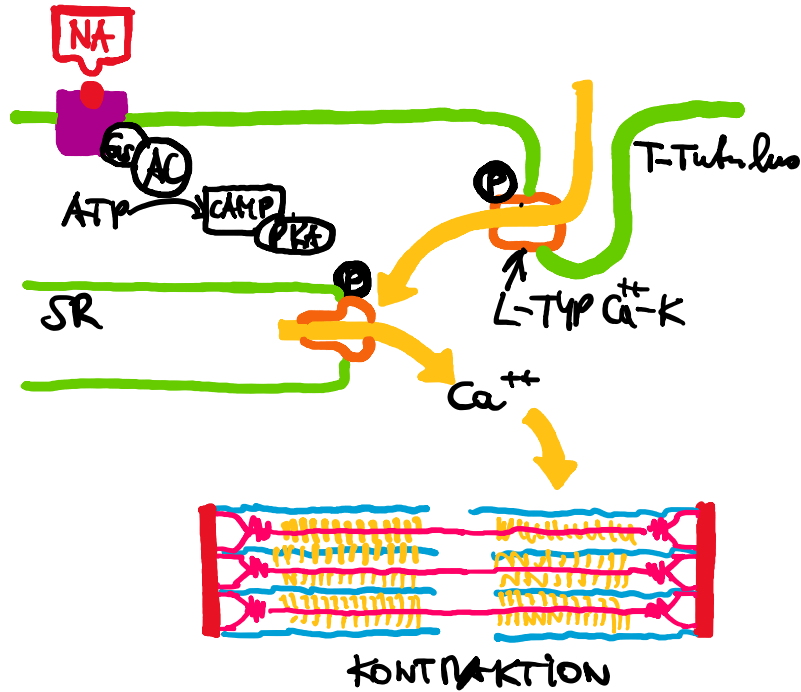 NA
Gs
AC
ATP
cAMP
PKA
P
T-Tubulus
L-TYP Ca++-K
SR
P
Ca++
KONTRAKTION